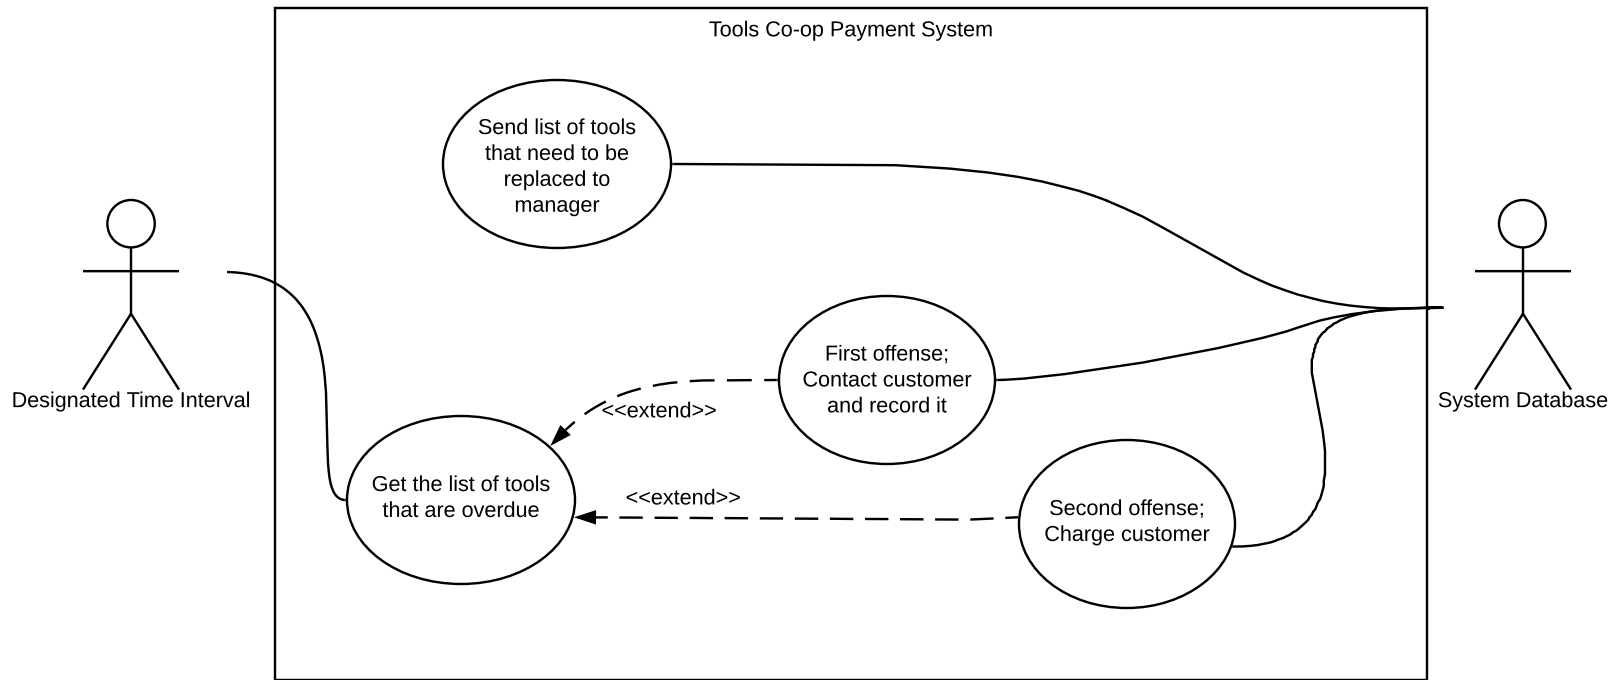 Tools Co-op Payment System
Send list of tools
that need to be
replaced to
manager
First offense;
Contact customer
and record it
Designated Time Interval
System Database
<<extend>>
Get the list of tools
that are overdue
<<extend>>
Second offense;
Charge customer